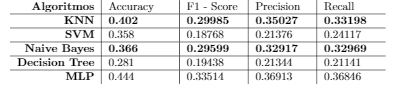 Algoritmos Accuracy F1 - Score Precision Recall
KNN 0.402 0.29985 0.35027 0.33198
SVM 0.358 0.18768 0.21376 0.24117
Naive Bayes 0.366 0.29599 0.32917 0.32969
Decision Tree 0.281 0.19438 0.21344 0.21141
MLP 0.444 0.33514 0.36913 0.36846